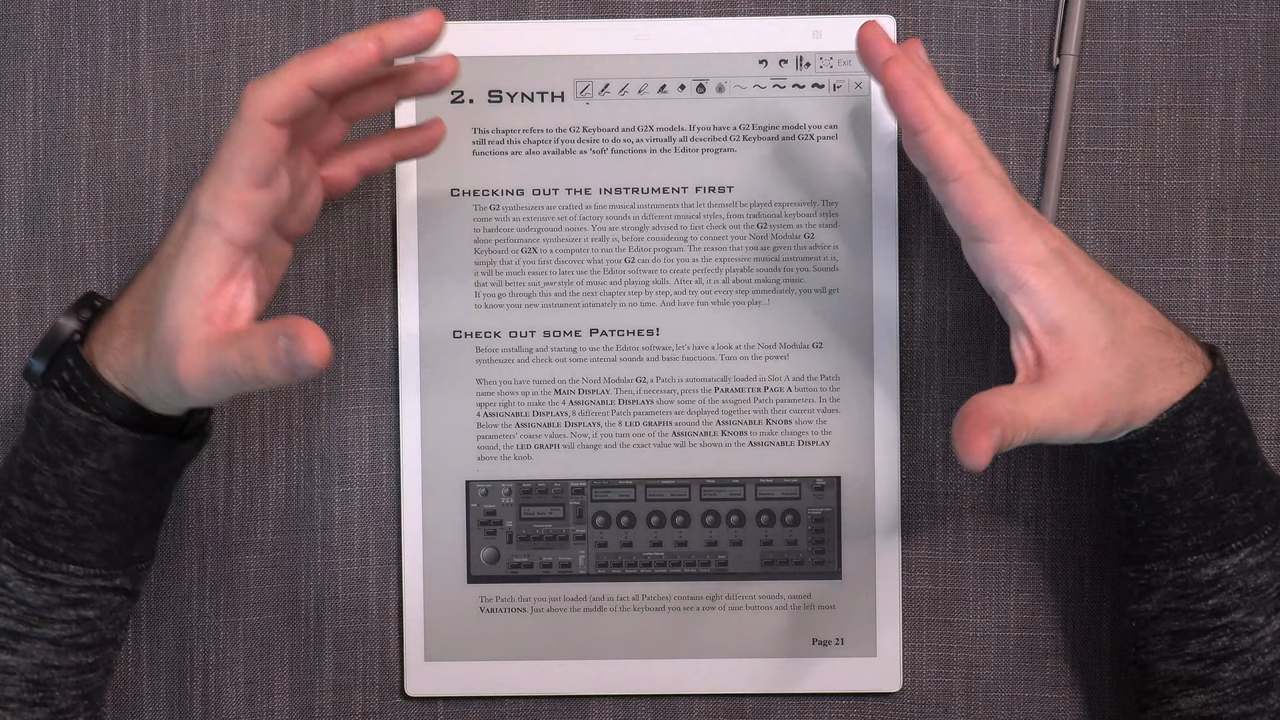 Exit
2. SYNTH
This chapter refers to the G2 Keyboard and G2X models. If you have a G2 Engine model you can
still read this chapter if you desire to do so, as virtually all described G2 Keyboard and G2X panel
functions are also available as 'soft' functions in the Editor program.
CHECKING OUT THE INSTRUMENT FIRST
The G2 synthesizers are crafted as fine musical instruments that let themselves be played expressively. They
come with an extensive set of factory sounds in different musical styles, from traditional keyboard styles
to hardcore underground noises. You are strongly advised to first check out the G2 system as the stand-
alone performance synthesizer it really is, before considering to connect your Nord Modular G2
Keyboard or G2X to a computer to run the Editor program. The reason that you are given this advice is
simply that if you first discover what your G2 can do for you as the expressive musical instrument it is,
it will be much easier to later use the Editor software to create perfectly playable sounds for you. Sounds
that will better suit your style of music and playing skills. After all, it is all about making music.
If you go through this and the next chapter step by step, and try out every step immediately, you will get
to know your new instrument intimately in no time. And have fun while you play...!
CHECK OUT SOME PATCHES!
Before installing and starting to use the Editor software, let's have a look at the Nord Modular G2
synthesizer and check out some internal sounds and basic functions. Turn on the power!
When you have turned on the Nord Modular G2, a Patch is automatically loaded in Slot A and the Patch
name shows up in the MAIN DISPLAY. Then, if necessary, press the PARAMETER PAGE A button to the
upper right to make the 4 ASSIGNABLE DISPLAYS show some of the assigned Patch parameters. In the
4 ASSIGNABLE DISPLAYS, 8 different Patch parameters are displayed together with their current values.
Below the ASSIGNABLE DISPLAYS, the 8 LED GRAPHS around the ASSIGNABLE KNOBS show the
parameters' coarse values. Now, if you turn one of the ASSIGNABLE KNOBS to make changes to the
sound, the LED GRAPH will change and the exact value will be shown in the ASSIGNABLE DISPLAY
above the knob.
The Patch that you just loaded (and in fact all Patches) contains eight different sounds, named
VARIATIONS. Just above the middle of the keyboard you see a row of nine buttons and the left most
Page 21